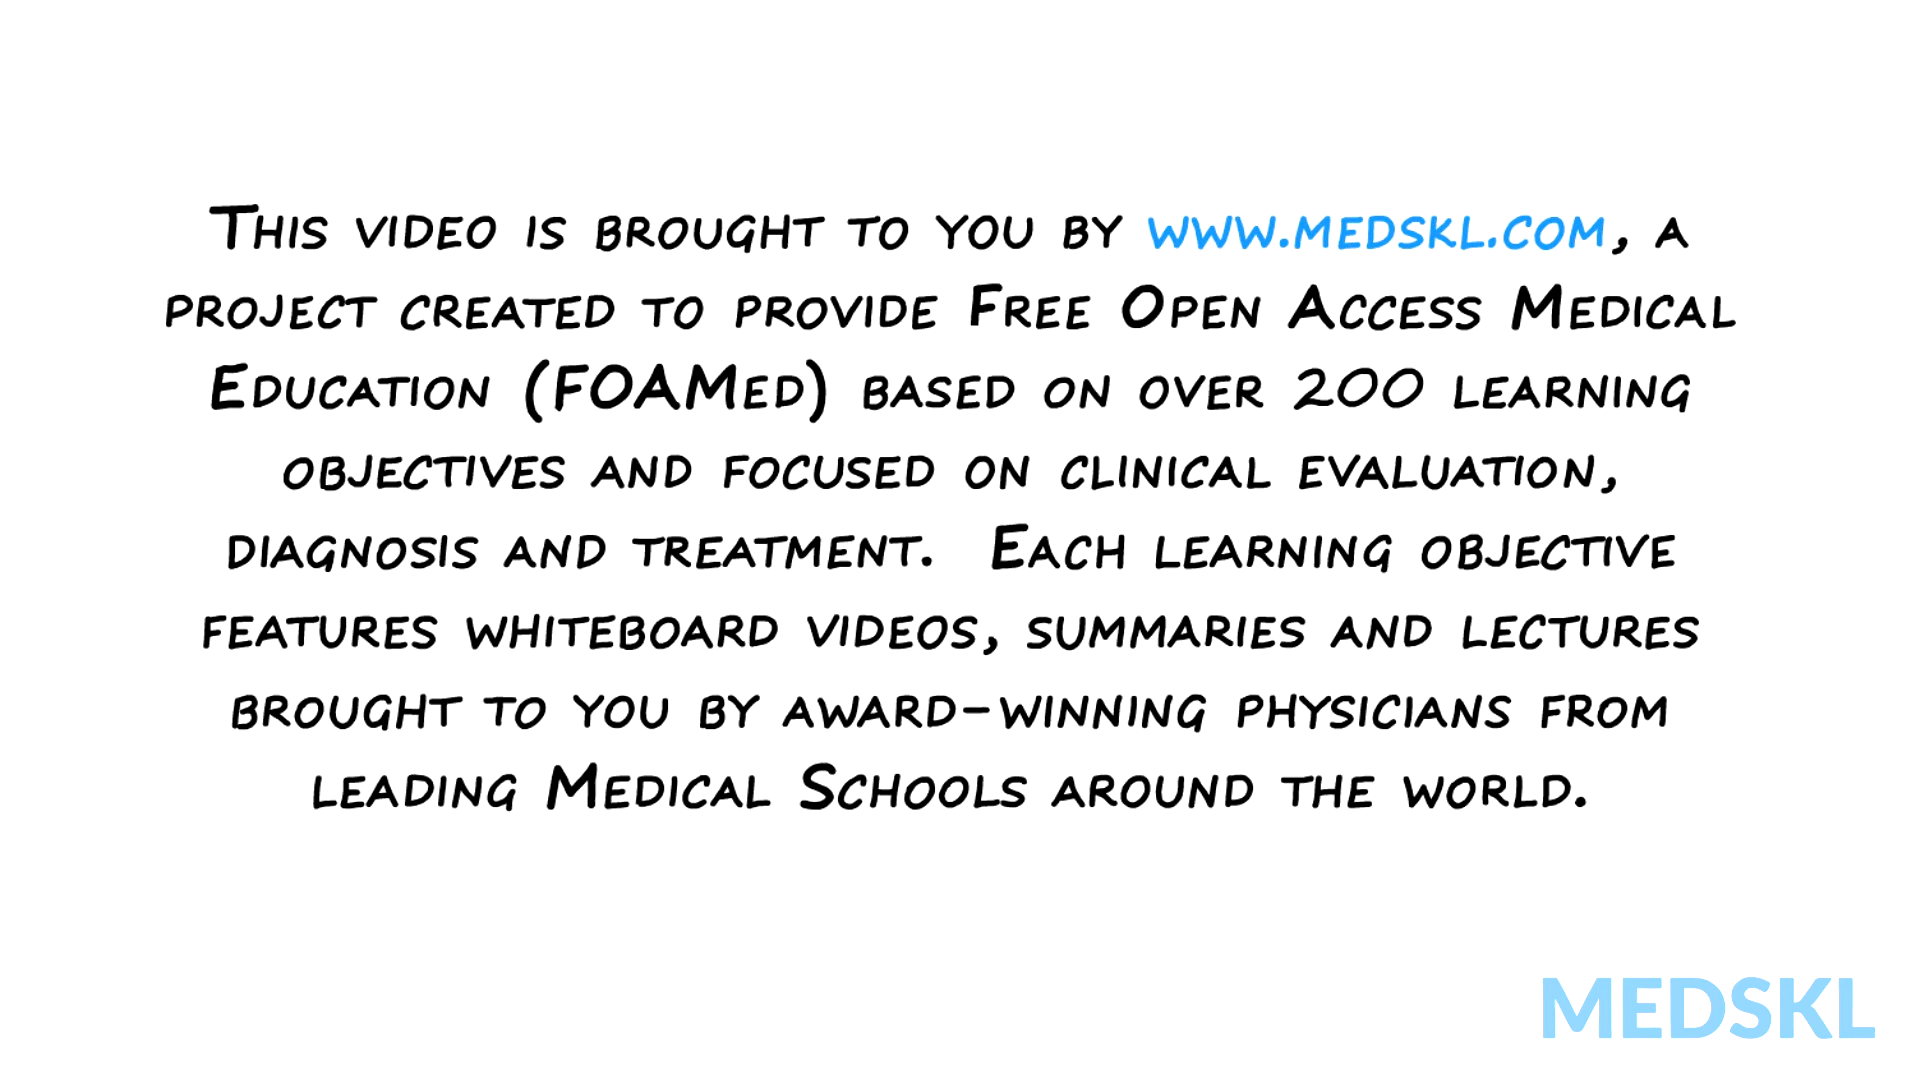 This video is brought to you by www.medskl.com, a
project created to provide Free Open Access Medical
Education (FOAMed) based on over 200 learning
objectives and focused on clinical evaluation,
diagnosis and treatment.  Each learning objective
features whiteboard videos, summaries and lectures
brought to you by award-winning physicians from
leading Medical Schools around the world.
MEDSKL